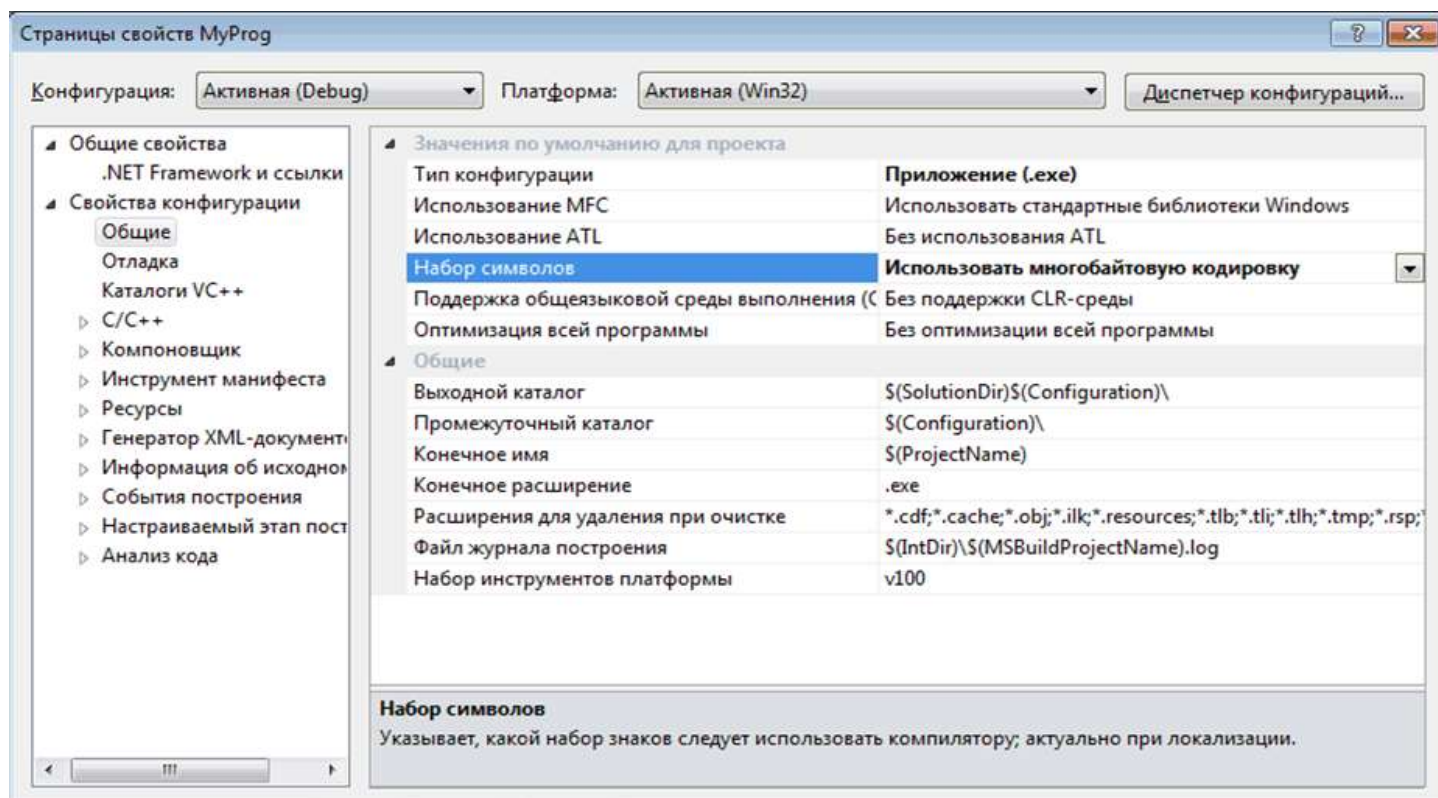 Страницы свойств MyProg
Конфигурация: Активная (Debug) Платформа: Активная (Win32) Диспетчер конфигураций...
Общие свойства
.NET Framework и ссылки
Свойства конфигурации
Общие
Отладка
Каталоги VC++
C/C++
Компоновщик
Инструмент манифеста
Ресурсы
Генератор XML-документ
Информация об исходном
События построения
Настраиваемый этап пост
Анализ кода
Значения по умолчанию для проекта
Тип конфигурации Приложение (.exe)
Использование MFC Использовать стандартные библиотеки Windows
Использование ATL Без использования ATL
Набор символов Использовать многобайтовую кодировку
Поддержка общеязыковой среды выполнения (C Без поддержки CLR-среды
Оптимизация всей программы Без оптимизации всей программы
Общие
Выходной каталог $(SolutionDir)$(Configuration)\
Промежуточный каталог $(Configuration)\
Конечное имя $(ProjectName)
Конечное расширение .exe
Расширения для удаления при очистке *.cdf;*.cache;*.obj;*.ilk;*.resources;*.tlb;*.tli;*.tlh;*.tmp;*.rsp;
Файл журнала построения $(IntDir)\$(MSBuildProjectName).log
Набор инструментов платформы v100
Набор символов
Указывает, какой набор знаков следует использовать компилятору; актуально при локализации.